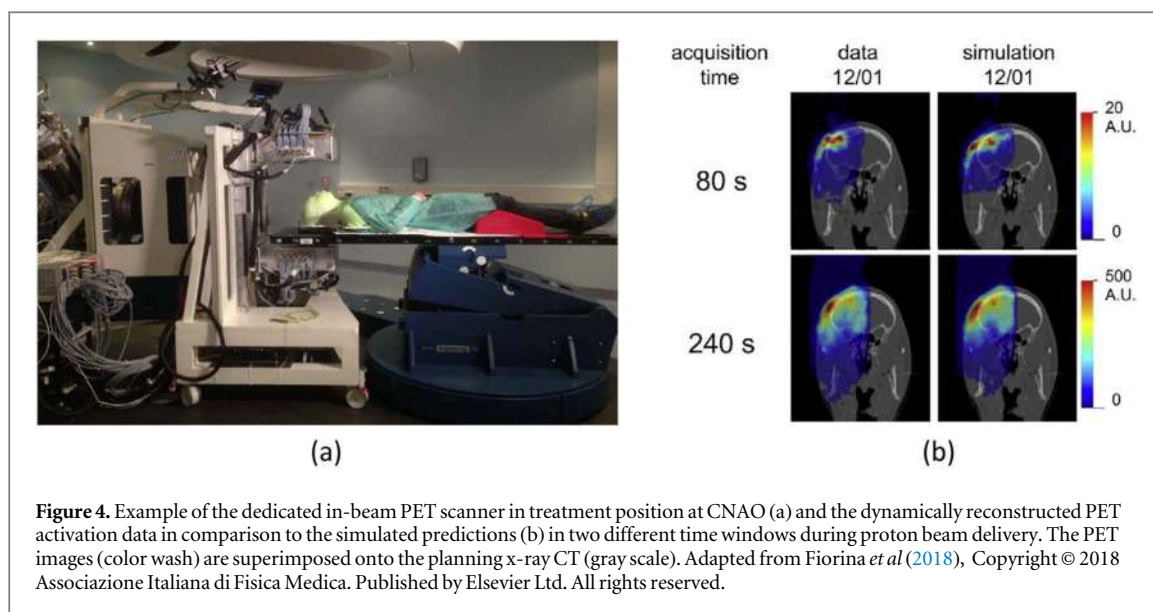 acquisition time
data 12/01
simulation 12/01
80 s
20 A.U.
0
240 s
500 A.U.
0
(a)
(b)
Figure 4. Example of the dedicated in-beam PET scanner in treatment position at CNAO (a) and the dynamically reconstructed PET
activation data in comparison to the simulated predictions (b) in two different time windows during proton beam delivery. The PET
images (color wash) are superimposed onto the planning x-ray CT (gray scale). Adapted from Fiorina et al (2018), Copyright © 2018
Associazione Italiana di Fisica Medica. Published by Elsevier Ltd. All rights reserved.